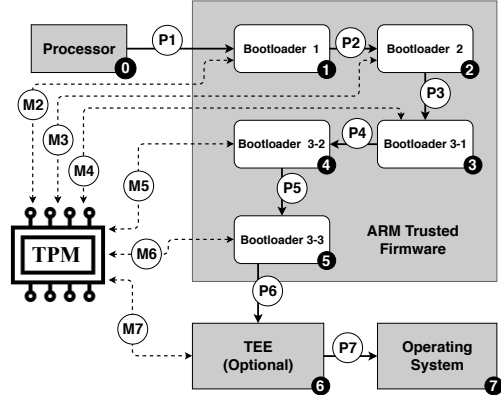 Processor
0
P1
Bootloader 1
1
P2
Bootloader 2
2
M2
M3
M4
P3
Bootloader 3-2
4
P4
Bootloader 3-1
3
M5
P5
TPM
M6
Bootloader 3-3
5
ARM Trusted
Firmware
P6
M7
TEE
(Optional)
6
P7
Operating
System
7